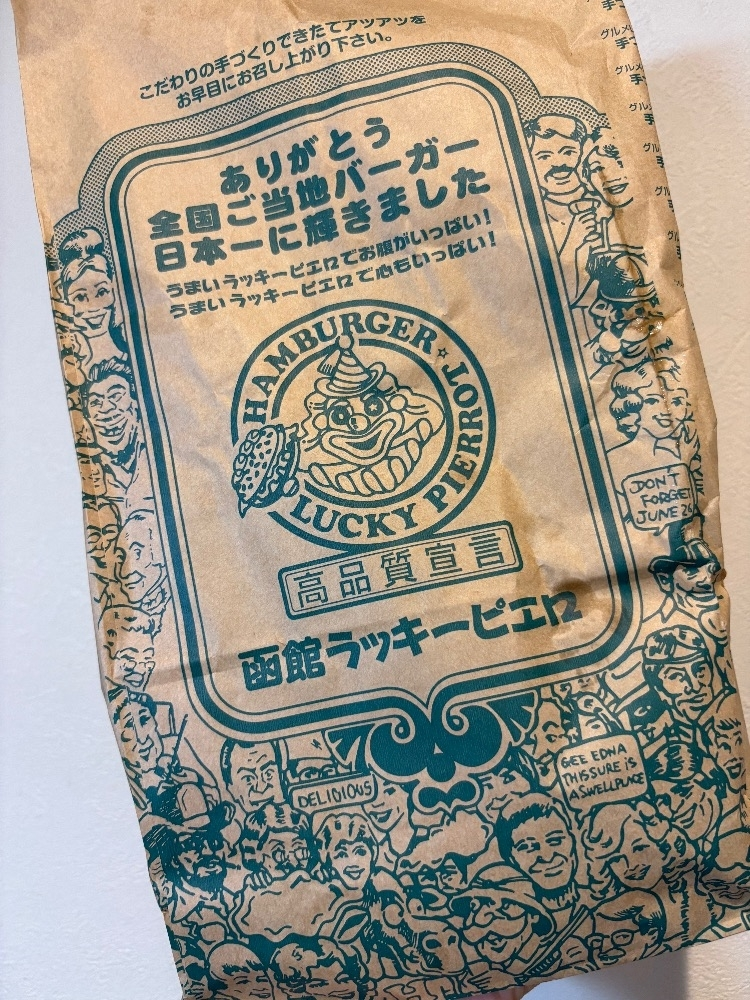 こだわりの手づくりできたてアツアツを
お早目にお召し上がり下さい。
ありがとう
全国ご当地バーガー
日本一に輝きました
うまいラッキーピエロでお腹がいっぱい!
うまいラッキーピエロで心もいっぱい!
HAMBURGER ☆ LUCKY PIERROT
高品質宣言
函館ラッキーピエロ
DON'T
FORGET
JUNE
GEE EDNA
THIS SURE IS
A SWELL PLACE
DELICIOUS